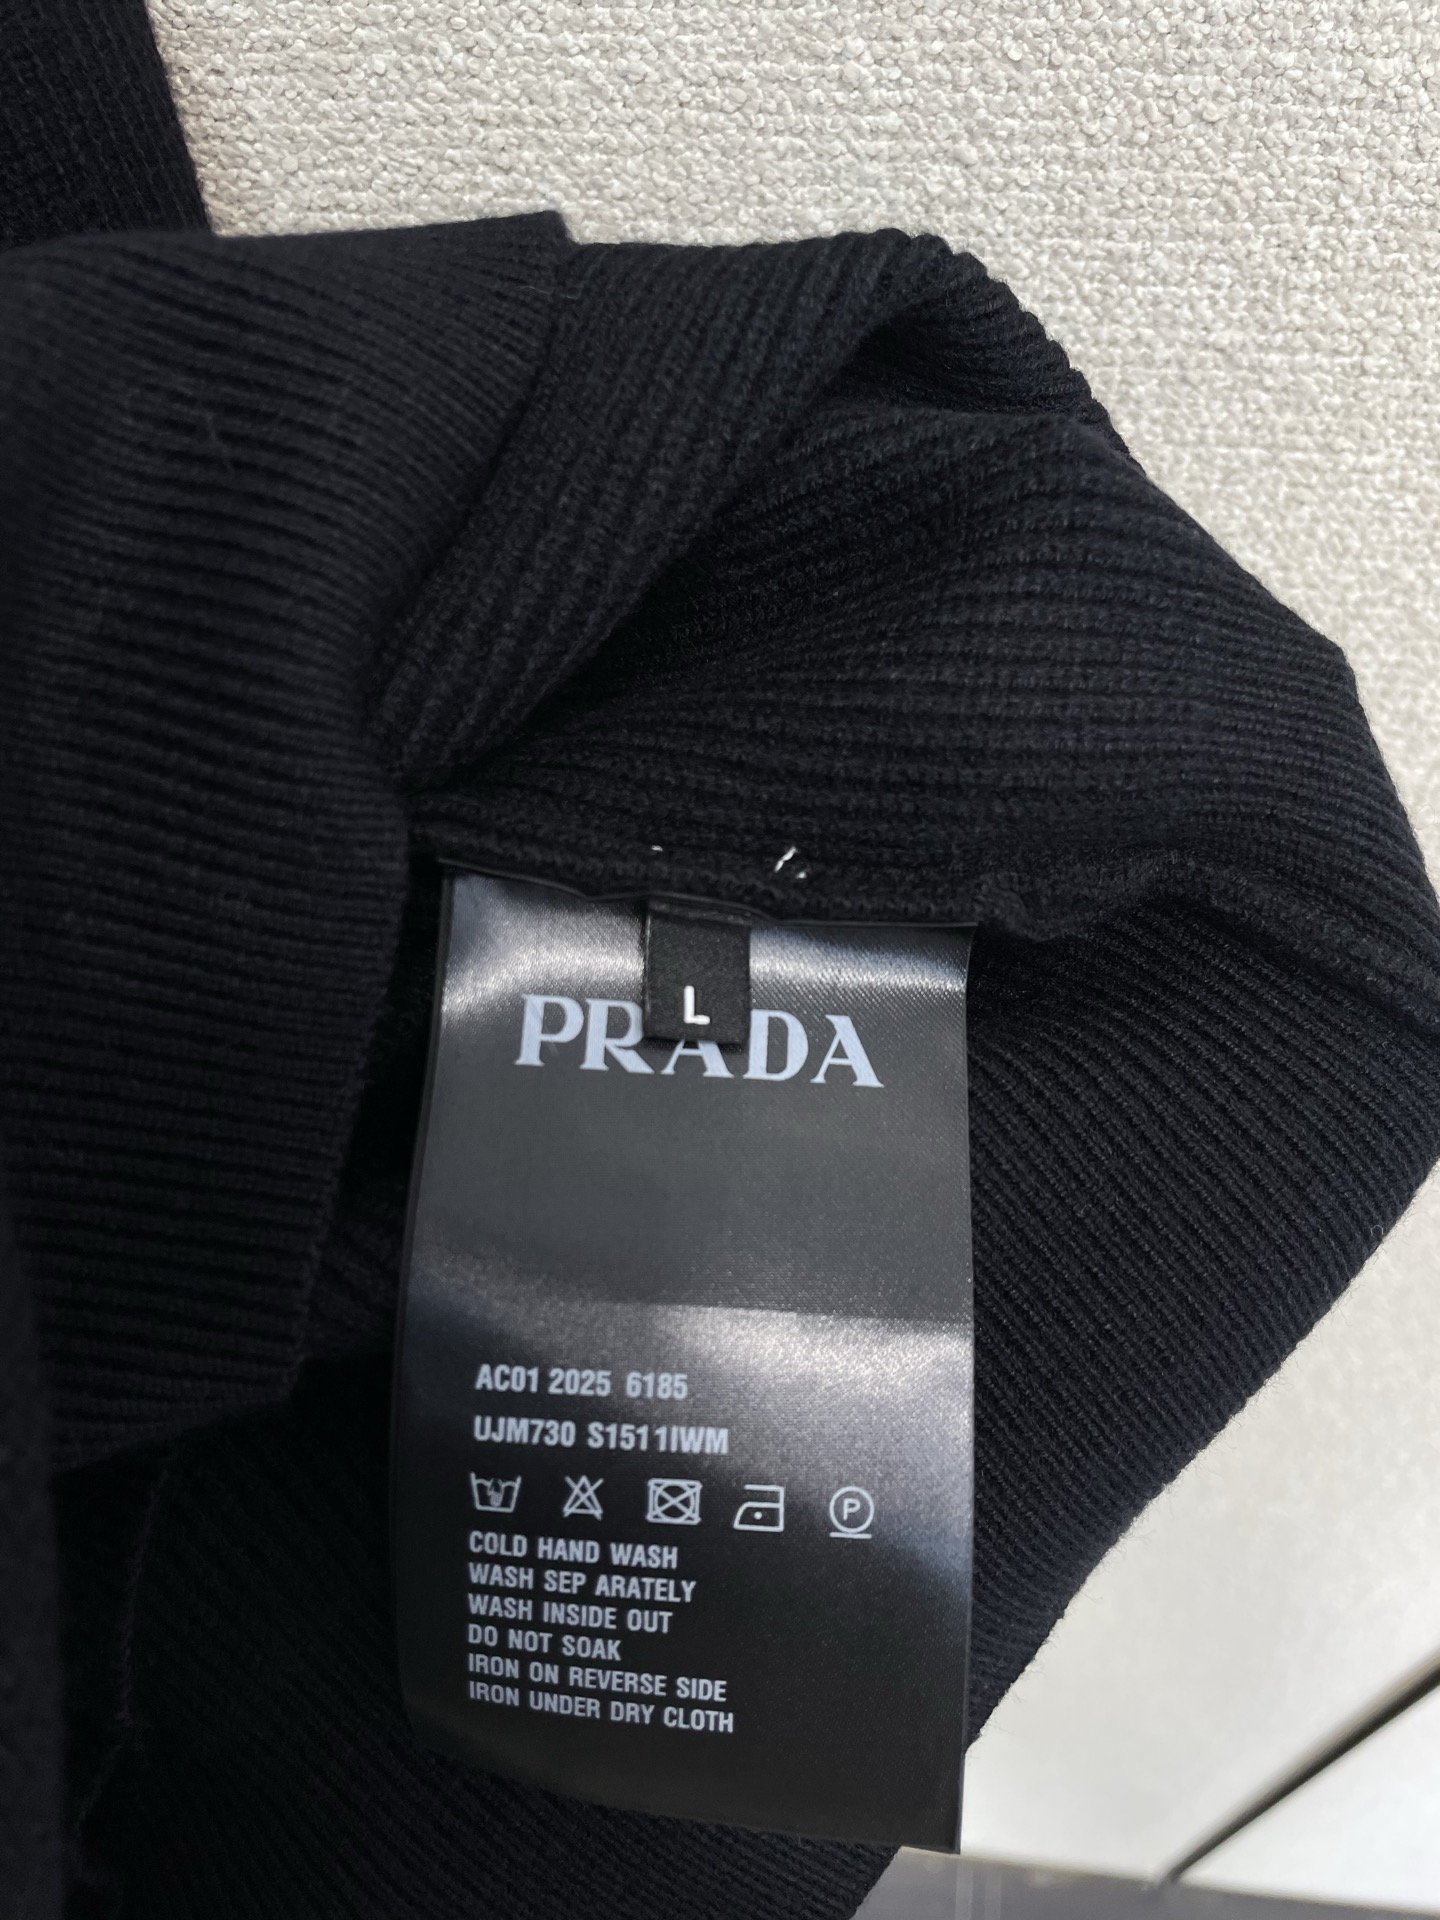 L
PRADA
AC01 2025 6185
UJM730 S1511IWM
P
COLD HAND WASH
WASH SEP ARATELY
WASH INSIDE OUT
DO NOT SOAK
IRON ON REVERSE SIDE
IRON UNDER DRY CLOTH